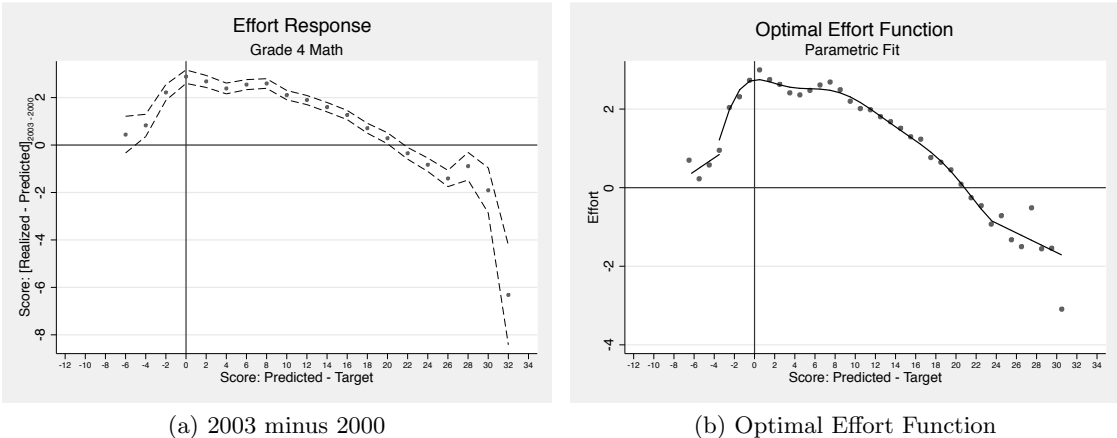 Effort Response
Grade 4 Math
Score: [Realized - Predicted]2003 - 2000
2
0
-2
-4
-6
-8
-12 -10 -8 -6 -4 -2 0 2 4 6 8 10 12 14 16 18 20 22 24 26 28 30 32 34
Score: Predicted - Target
(a) 2003 minus 2000
Optimal Effort Function
Parametric Fit
Effort
2
0
-2
-4
-12 -10 -8 -6 -4 -2 0 2 4 6 8 10 12 14 16 18 20 22 24 26 28 30 32 34
Score: Predicted - Target
(b) Optimal Effort Function